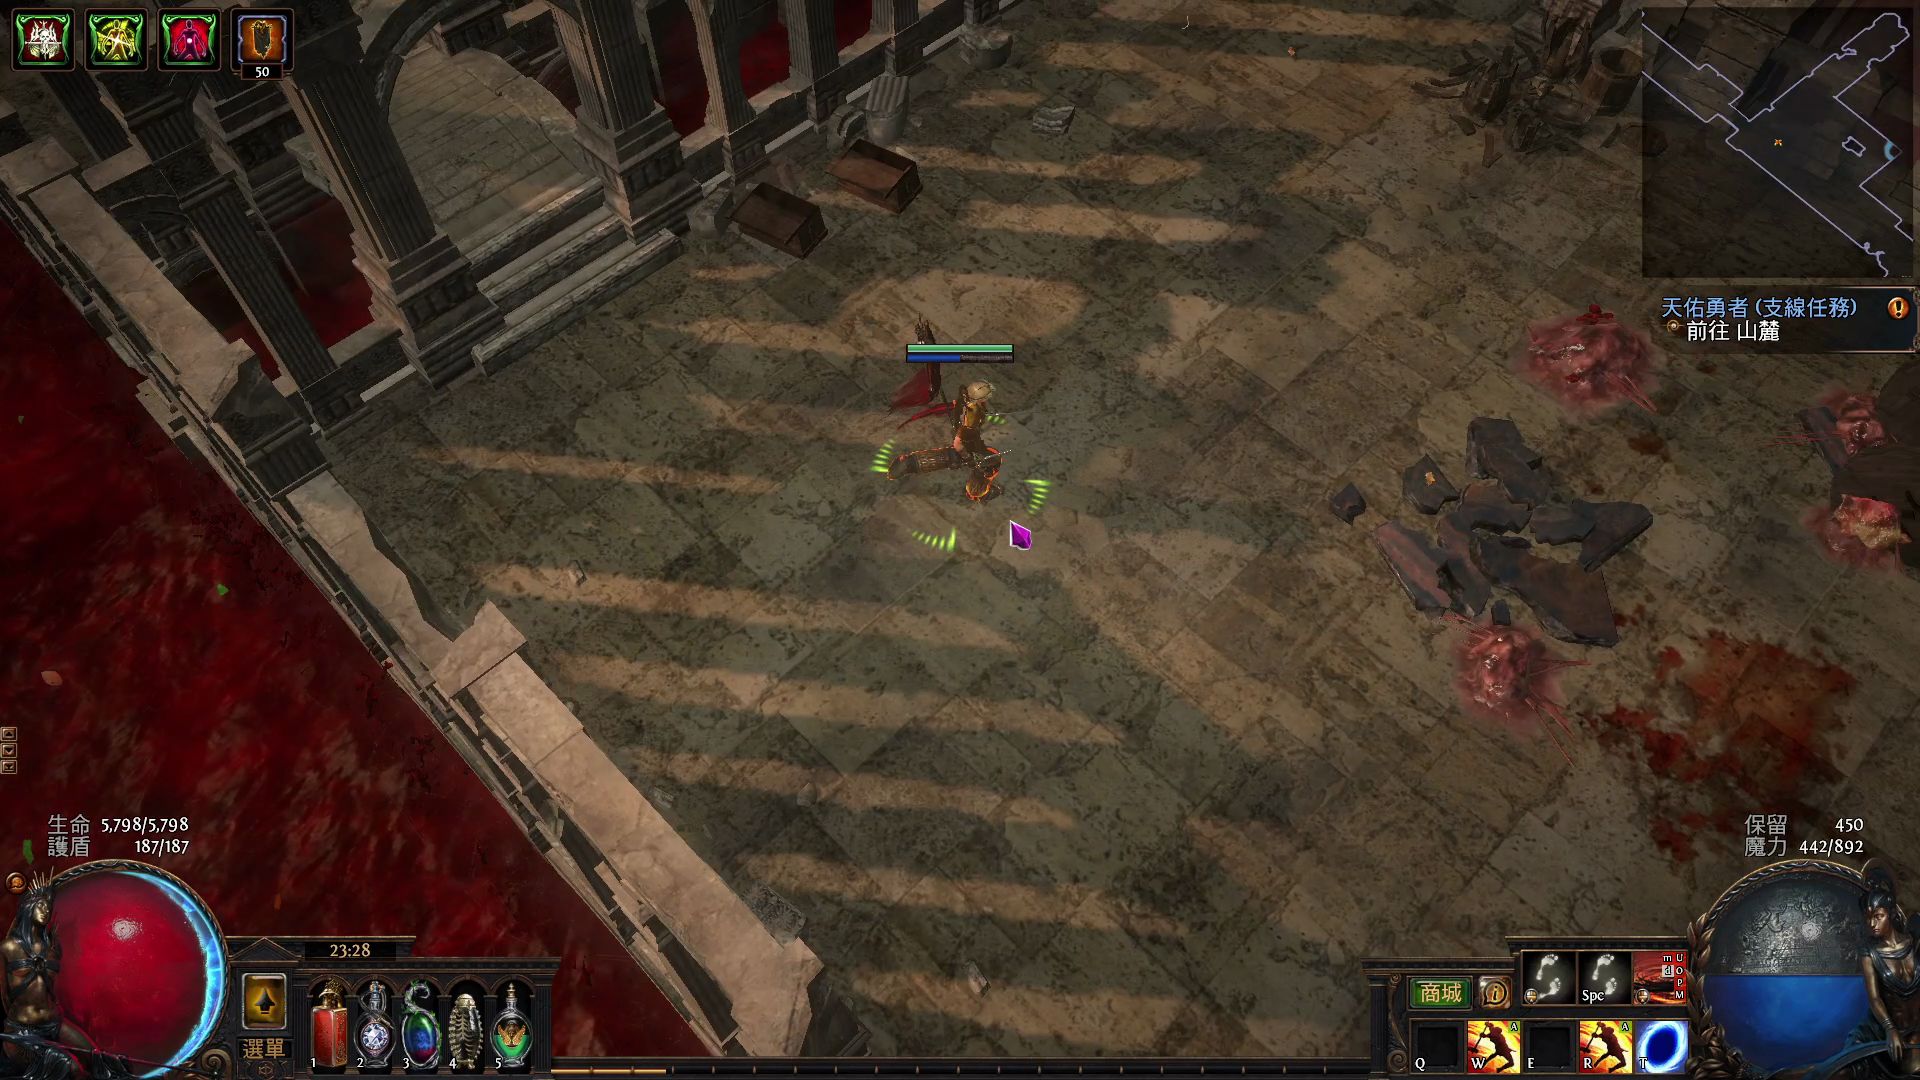 50
天佑勇者 (支線任務)
前往 山麓
生命 5,798/5,798
護盾 187/187
保留 450
魔力 442/892
23:28
選單
1 2 3 4 5
商城
Spc
m U
d O
P
M
A A
Q W E R T